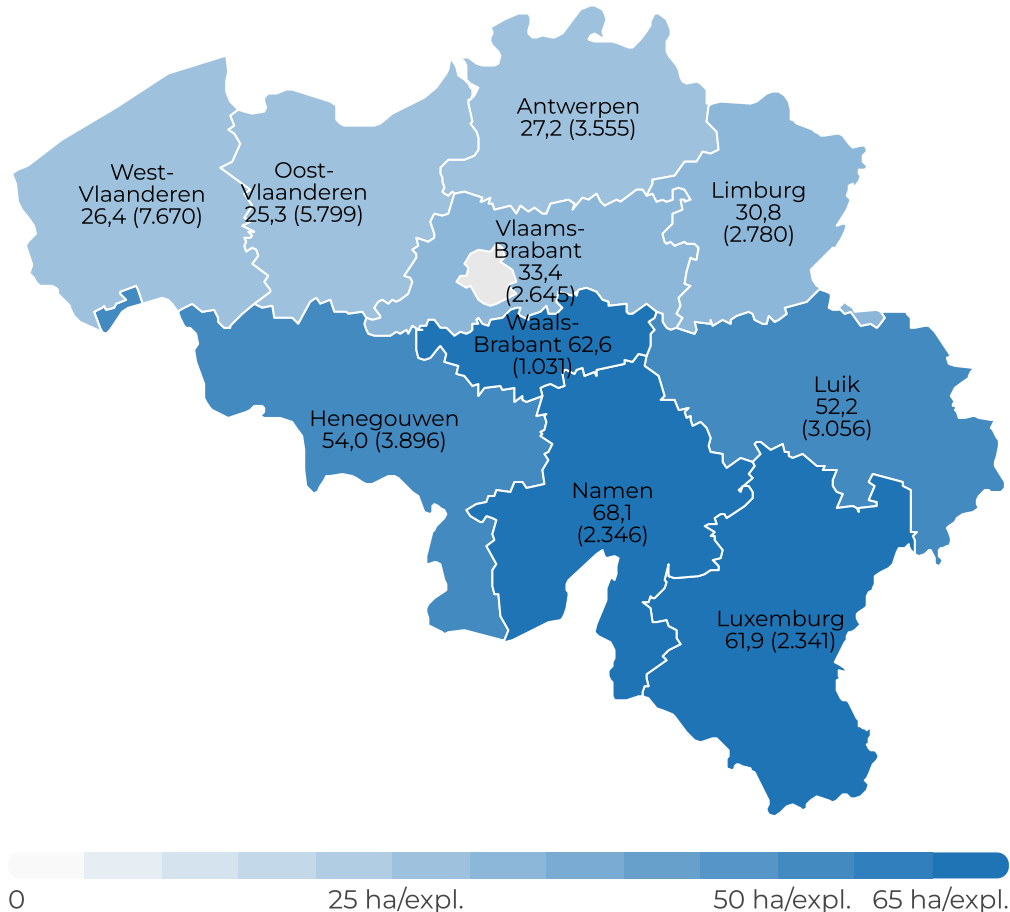 Antwerpen
27,2 (3.555)
West-
Vlaanderen
26,4 (7.670)
Oost-
Vlaanderen
25,3 (5.799)
Limburg
30,8
(2.780)
Vlaams-
Brabant
33,4
(2.645)
Waals-
Brabant 62,6
(1.031)
Luik
52,2
(3.056)
Henegouwen
54,0 (3.896)
Namen
68,1
(2.346)
Luxemburg
61,9 (2.341)
0 25 ha/expl. 50 ha/expl. 65 ha/expl.